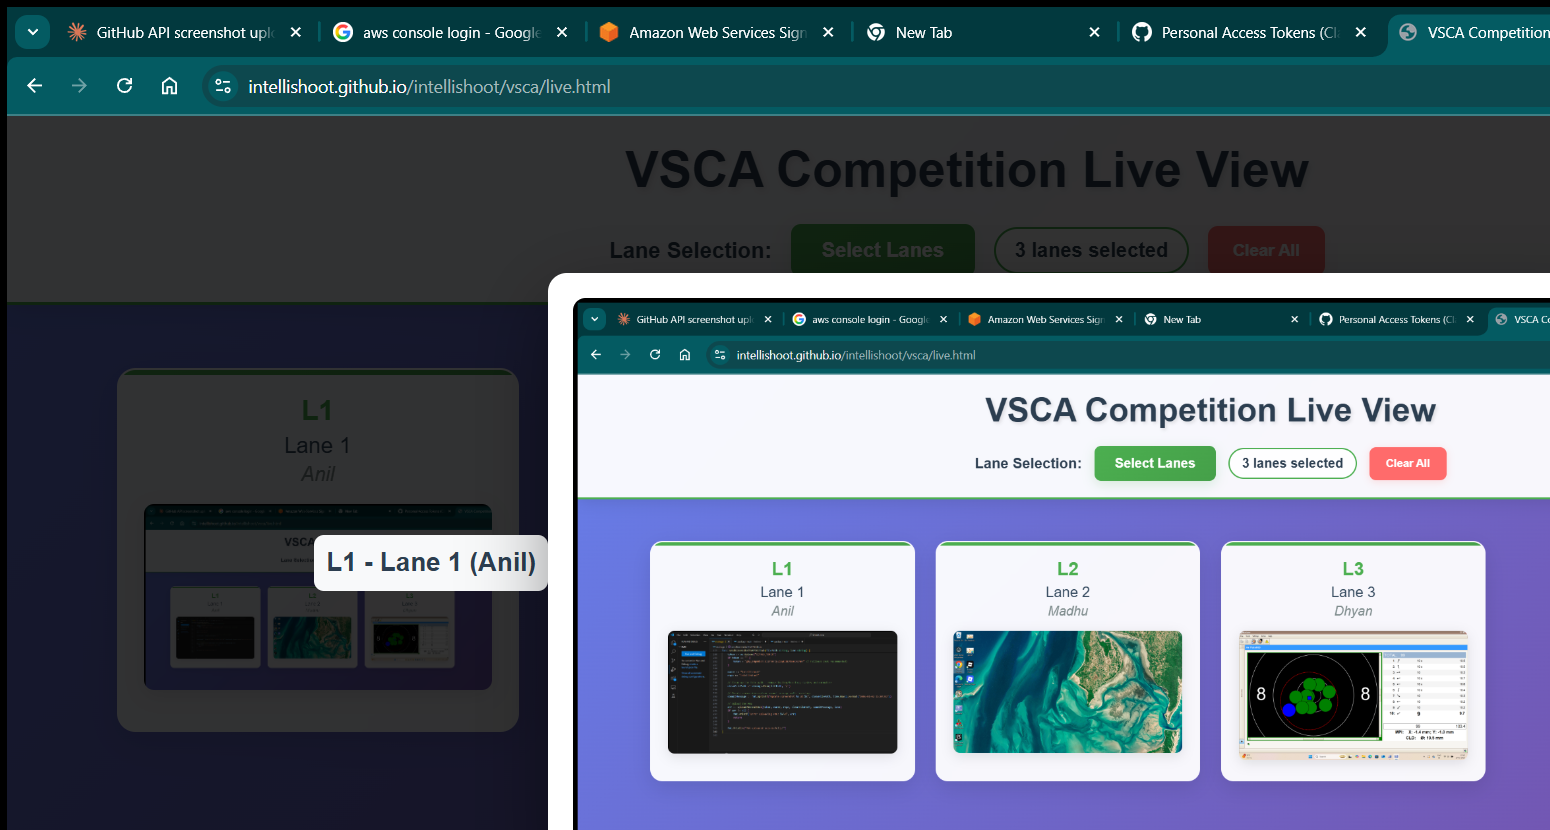 GitHub API screenshot uplo
aws console login - Google
Amazon Web Services Sign
New Tab
Personal Access Tokens (Cla
VSCA Competition
intellishoot.github.io/intellishoot/vsca/live.html
VSCA Competition Live View
Lane Selection:
Select Lanes
3 lanes selected
Clear All
L1
Lane 1
Anil
L1 - Lane 1 (Anil)
GitHub API screenshot upl
aws console login - Google
Amazon Web Services Sign
New Tab
Personal Access Tokens (Cl
VSCA Co
intellishoot.github.io/intellishoot/vsca/live.html
VSCA Competition Live View
Lane Selection:
Select Lanes
3 lanes selected
Clear All
L1
Lane 1
Anil
L2
Lane 2
Madhu
L3
Lane 3
Dhyan
8
8